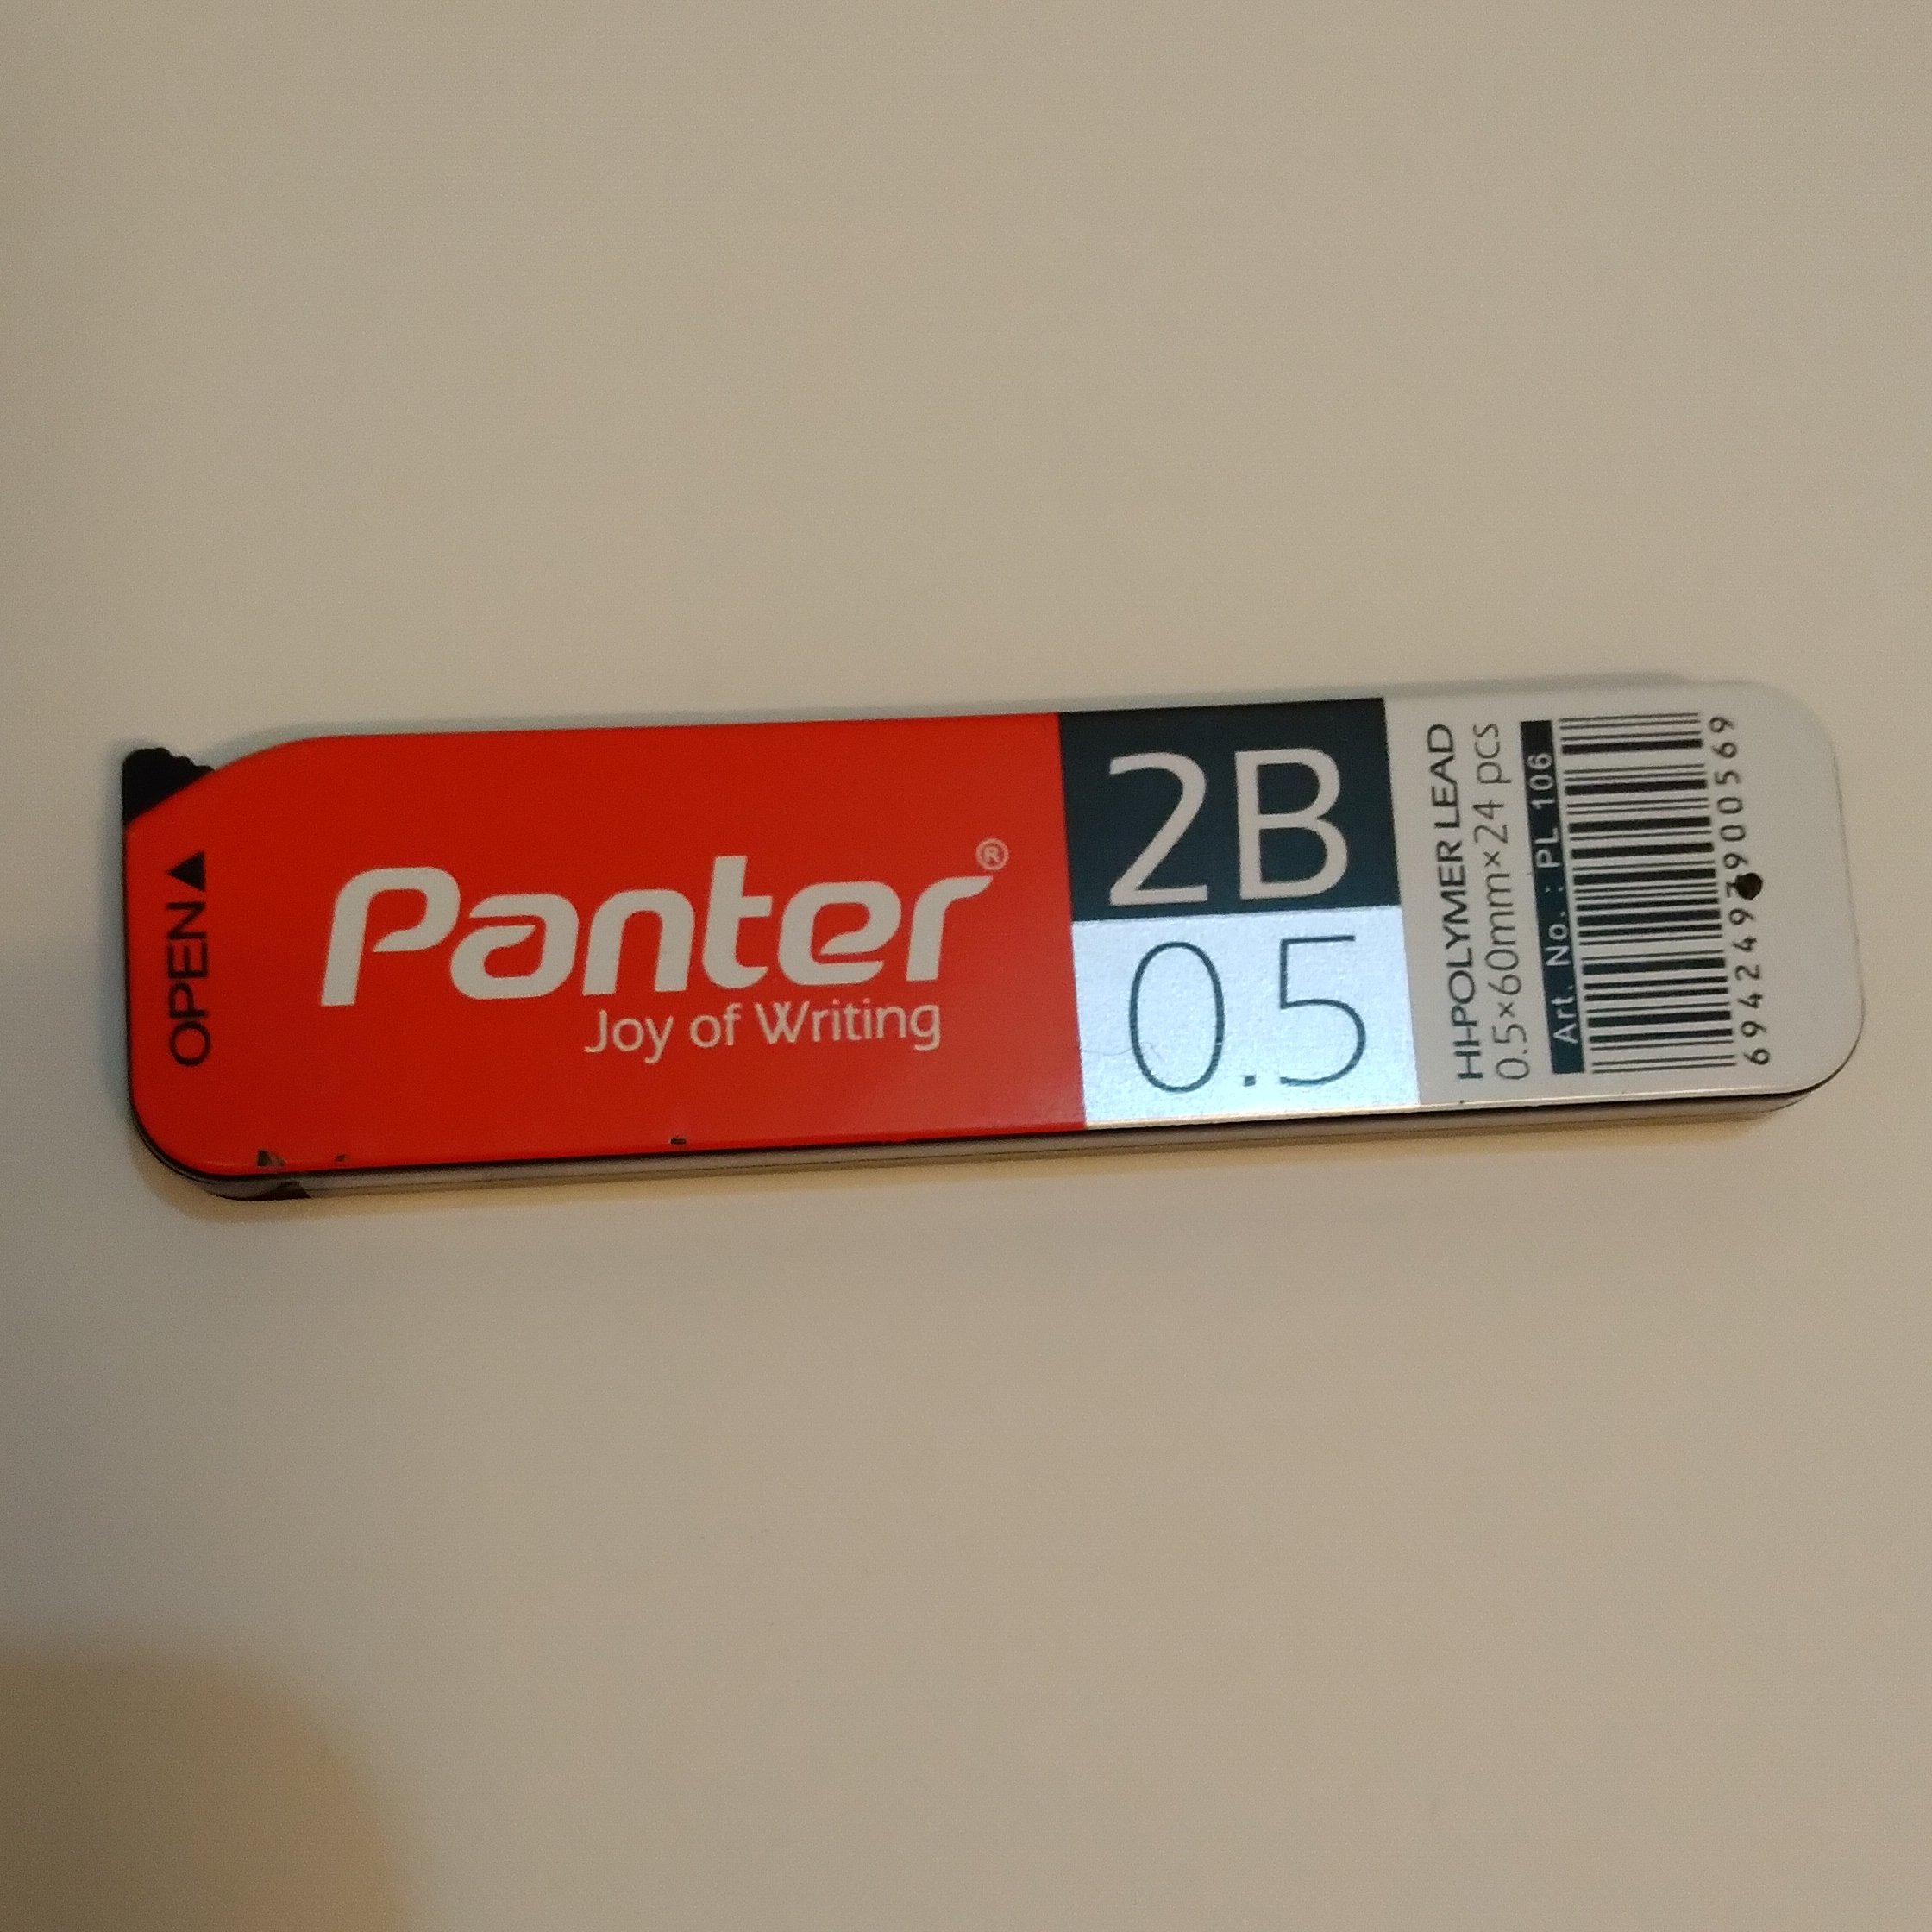 OPEN▲
Panter®
Joy of Writing
2B
0.5
HI-POLYMER LEAD
0.5×60mm×24 pcs
Art. No. : PL 106
6942497900569